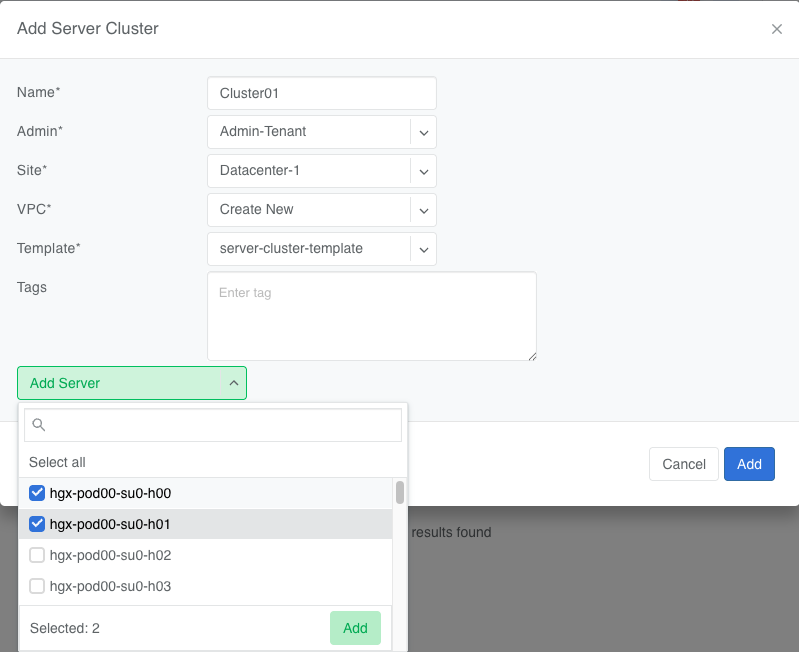 Add Server Cluster
Name*
Cluster01
Admin*
Admin-Tenant
Site*
Datacenter-1
VPC*
Create New
Template*
server-cluster-template
Tags
Enter tag
Add Server
Select all
hgx-pod00-su0-h00
hgx-pod00-su0-h01
hgx-pod00-su0-h02
hgx-pod00-su0-h03
Selected: 2
Add
Cancel
Add
results found